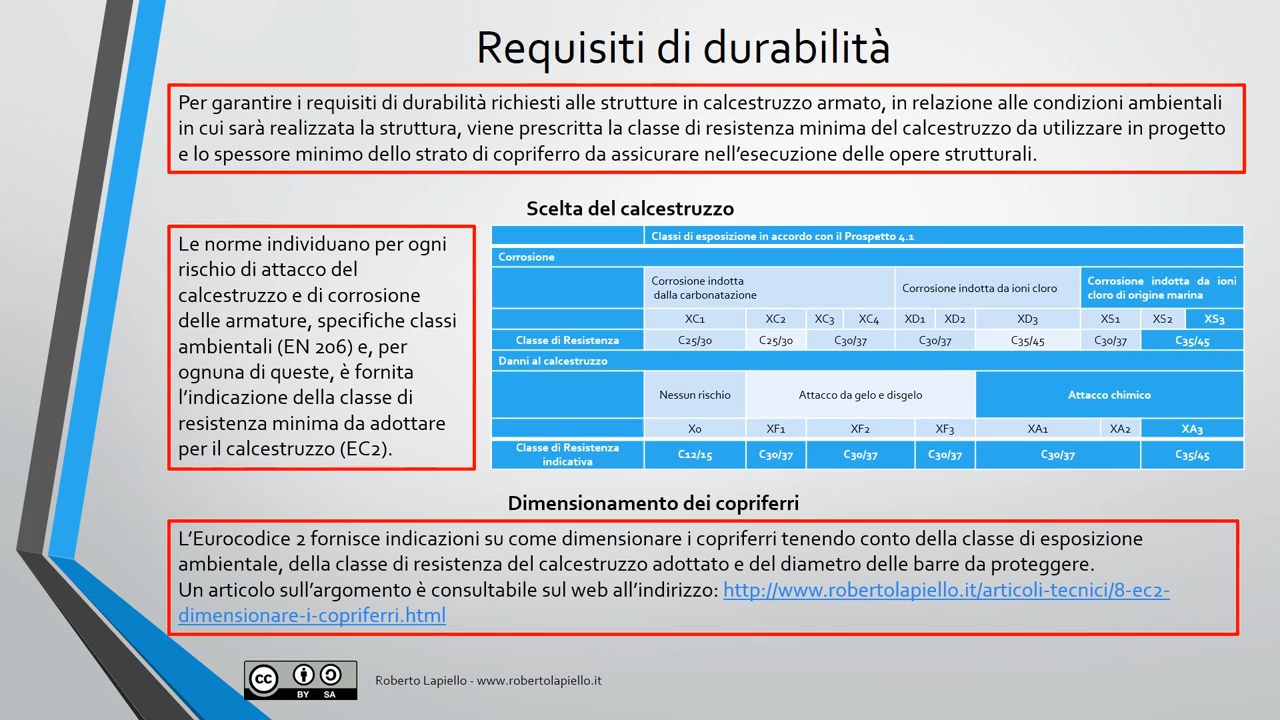 Requisiti di durabilità
Per garantire i requisiti di durabilità richiesti alle strutture in calcestruzzo armato, in relazione alle condizioni ambientali
in cui sarà realizzata la struttura, viene prescritta la classe di resistenza minima del calcestruzzo da utilizzare in progetto
e lo spessore minimo dello strato di copriferro da assicurare nell'esecuzione delle opere strutturali.
Scelta del calcestruzzo
Le norme individuano per ogni
rischio di attacco del
calcestruzzo e di corrosione
delle armature, specifiche classi
ambientali (EN 206) e, per
ognuna di queste, è fornita
l'indicazione della classe di
resistenza minima da adottare
per il calcestruzzo (EC2).
Classi di esposizione in accordo con il Prospetto 4.1
Corrosione
Corrosione indotta
dalla carbonatazione
Corrosione indotta da ioni cloro
Corrosione indotta da ioni
cloro di origine marina
XC1 XC2 XC3 XC4 XD1 XD2 XD3 XS1 XS2 XS3
Classe di Resistenza C25/30 C25/30 C30/37 C30/37 C35/45 C30/37 C35/45
Danni al calcestruzzo
Nessun rischio Attacco da gelo e disgelo Attacco chimico
X0 XF1 XF2 XF3 XA1 XA2 XA3
Classe di Resistenza
indicativa
C12/15 C30/37 C30/37 C30/37 C30/37 C35/45
Dimensionamento dei copriferri
L'Eurocodice 2 fornisce indicazioni su come dimensionare i copriferri tenendo conto della classe di esposizione
ambientale, della classe di resistenza del calcestruzzo adottato e del diametro delle barre da proteggere.
Un articolo sull'argomento è consultabile sul web all'indirizzo: http://www.robertolapiello.it/articoli-tecnici/8-ec2-
dimensionare-i-copriferri.html
cc BY SA
Roberto Lapiello - www.robertolapiello.it